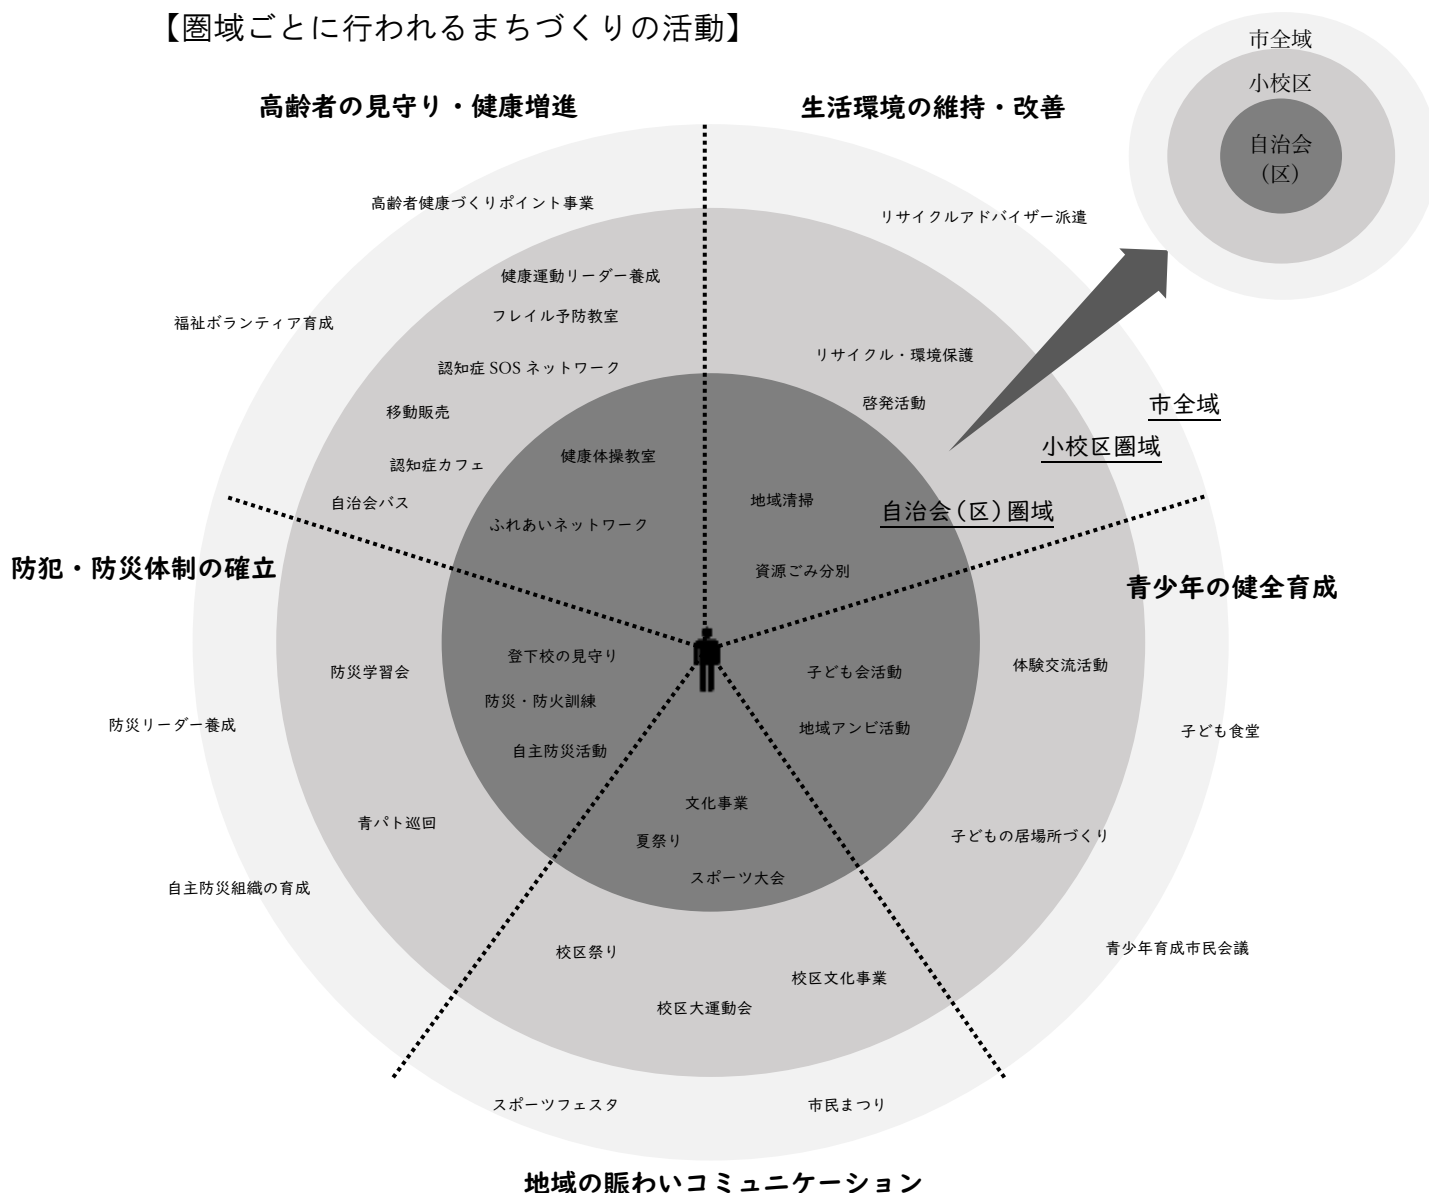 【圏域ごとに行われるまちづくりの活動】
市全域
小校区
自治会
（区）
高齢者の見守り・健康増進
生活環境の維持・改善
高齢者健康づくりポイント事業
リサイクルアドバイザー派遣
健康運動リーダー養成
フレイル予防教室
福祉ボランティア育成
認知症 SOS ネットワーク
リサイクル・環境保護
啓発活動
移動販売
市全域
小校区圏域
健康体操教室
認知症カフェ
自治会バス
地域清掃
自治会（区）圏域
ふれあいネットワーク
資源ごみ分別
防犯・防災体制の確立
青少年の健全育成
登下校の見守り
防災学習会
子ども会活動
体験交流活動
防災・防火訓練
防災リーダー養成
地域アンビ活動
子ども食堂
自主防災活動
文化事業
青パト巡回
夏祭り
子どもの居場所づくり
スポーツ大会
自主防災組織の育成
校区祭り
青少年育成市民会議
校区文化事業
校区大運動会
スポーツフェスタ
市民まつり
地域の賑わいコミュニケーション